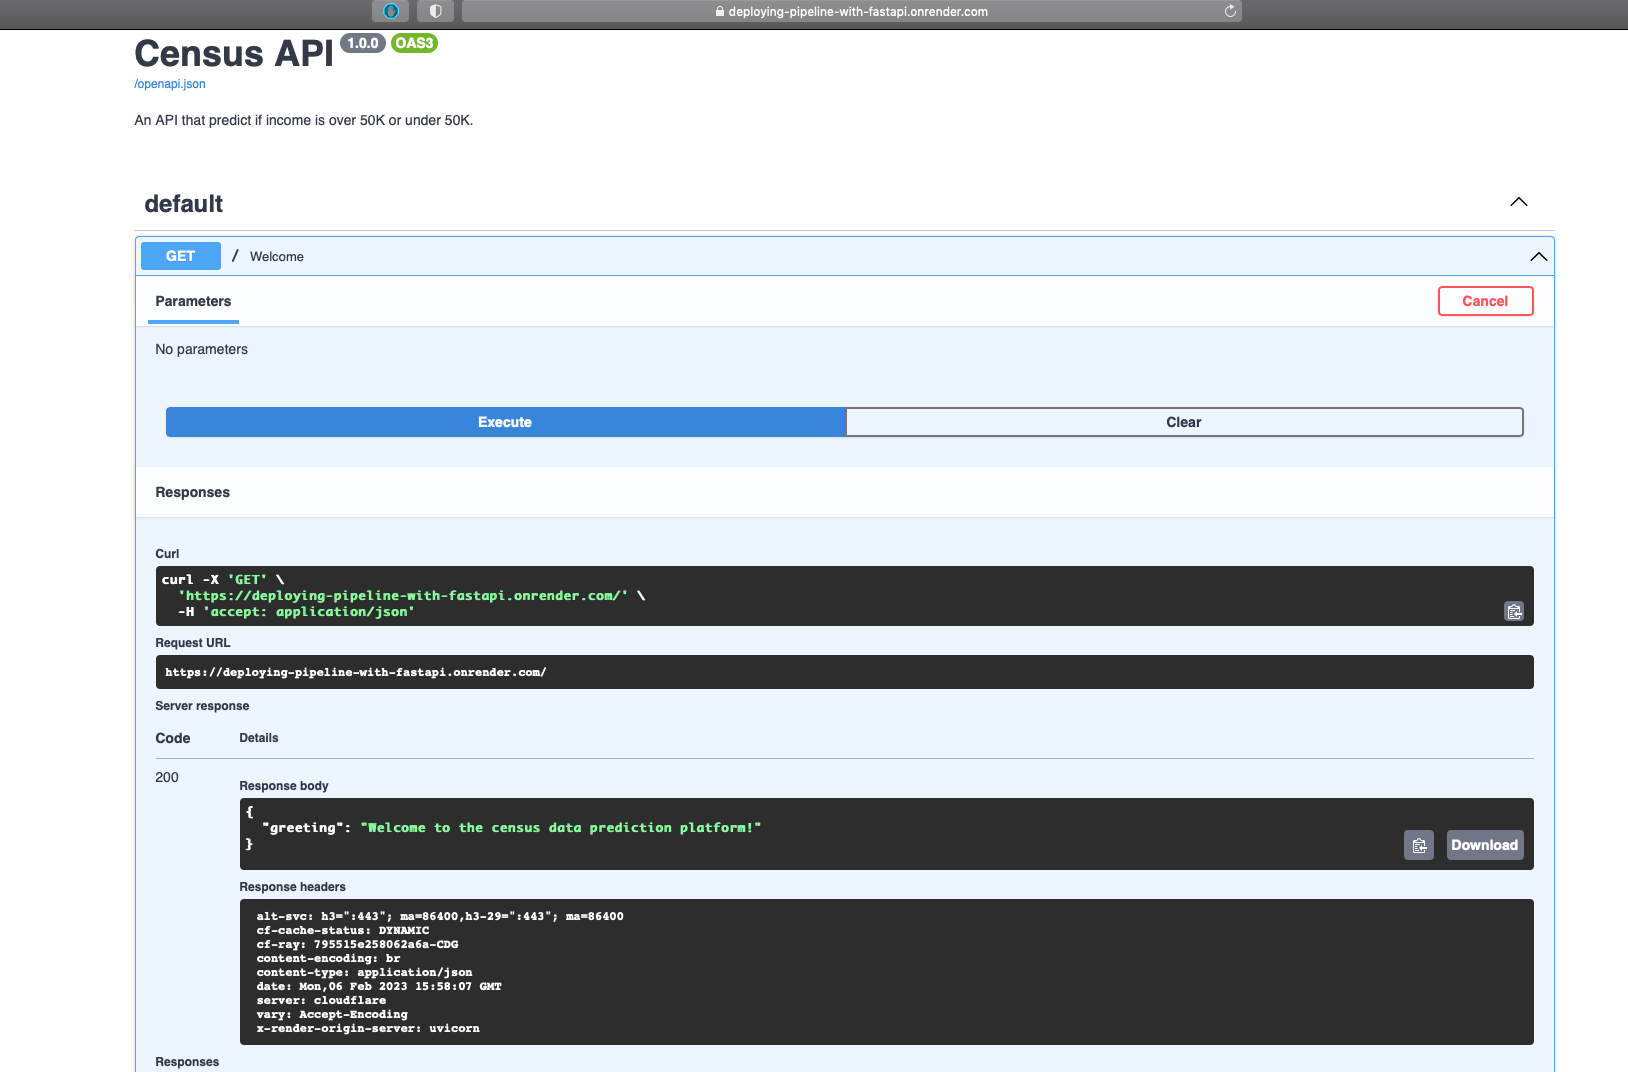 deploying-pipeline-with-fastapi.onrender.com
Census API 1.0.0 OAS3
/openapi.json
An API that predict if income is over 50K or under 50K.
default
GET / Welcome
Parameters
Cancel
No parameters
Execute
Clear
Responses
Curl
curl -X 'GET' \
'https://deploying-pipeline-with-fastapi.onrender.com/' \
-H 'accept: application/json'
Request URL
https://deploying-pipeline-with-fastapi.onrender.com/
Server response
Code Details
200
Response body
{
"greeting": "Welcome to the census data prediction platform!"
}
Download
Response headers
alt-svc: h3=":443"; ma=86400,h3-29=":443"; ma=86400
cf-cache-status: DYNAMIC
cf-ray: 795515e258062a6a-CDG
content-encoding: br
content-type: application/json
date: Mon,06 Feb 2023 15:58:07 GMT
server: cloudflare
vary: Accept-Encoding
x-render-origin-server: uvicorn
Responses